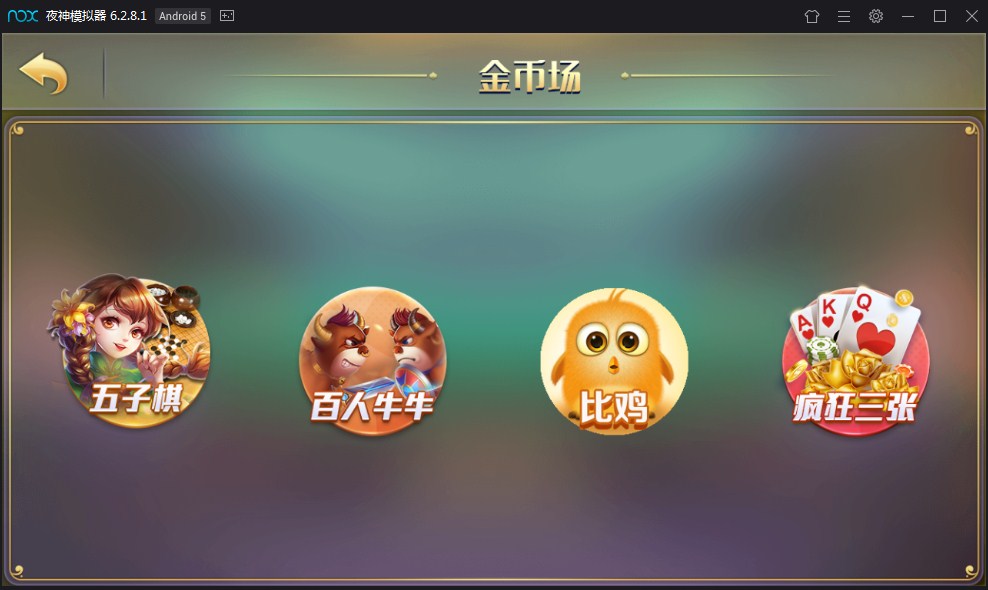 nox 夜神模拟器 6.2.8.1 Android 5
金币场
五子棋
百人牛牛
比鸡
疯狂三张
A K Q